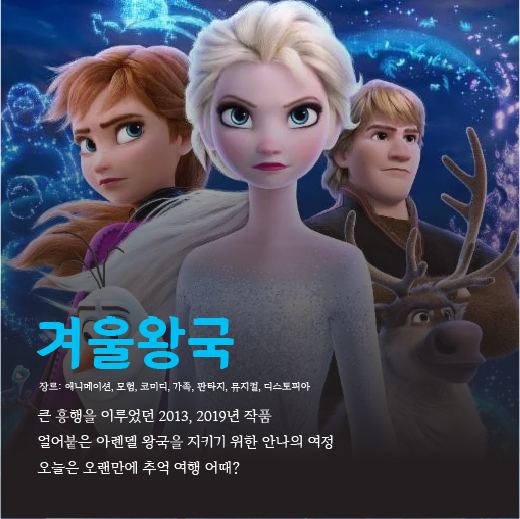 겨울왕국
장르: 애니메이션, 모험, 코미디, 가족, 판타지, 뮤지컬, 디스토피아
큰 흥행을 이루었던 2013, 2019년 작품
얼어붙은 아렌델 왕국을 지키기 위한 안나의 여정
오늘은 오랜만에 추억 여행 어때?